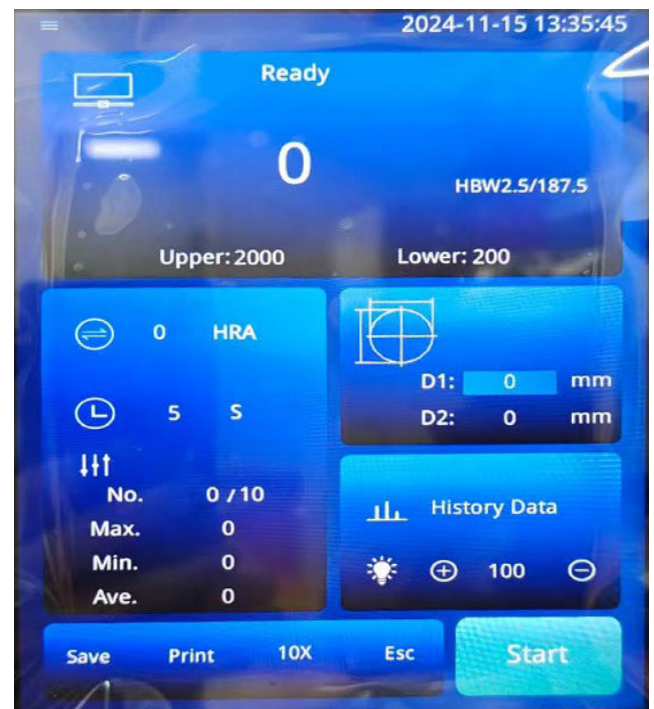 2024-11-15 13:35:45
Ready
0
HBW2.5/187.5
Upper: 2000 Lower: 200
0 HRA
5 S
No. 0 / 10
Max. 0
Min. 0
Ave. 0
D1: 0 mm
D2: 0 mm
History Data
100
Save Print 10X Esc Start